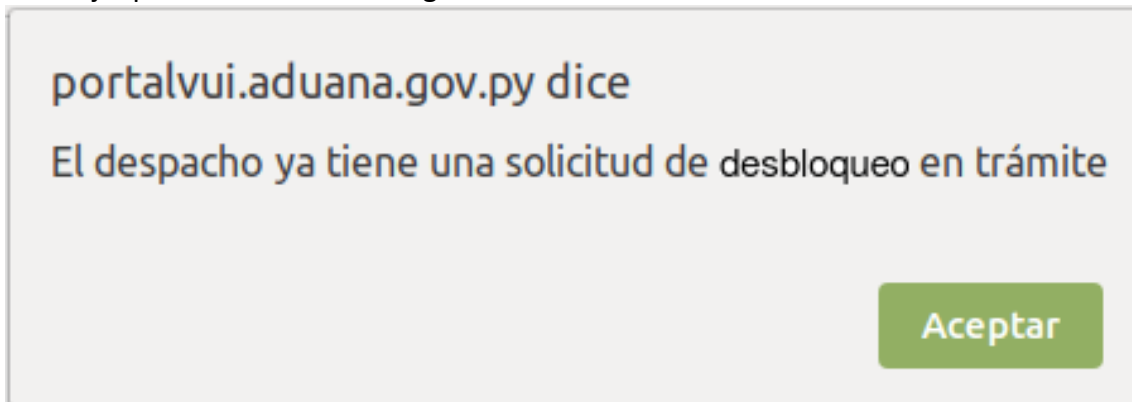 portalvui.aduana.gov.py dice
El despacho ya tiene una solicitud de desbloqueo en trámite
Aceptar